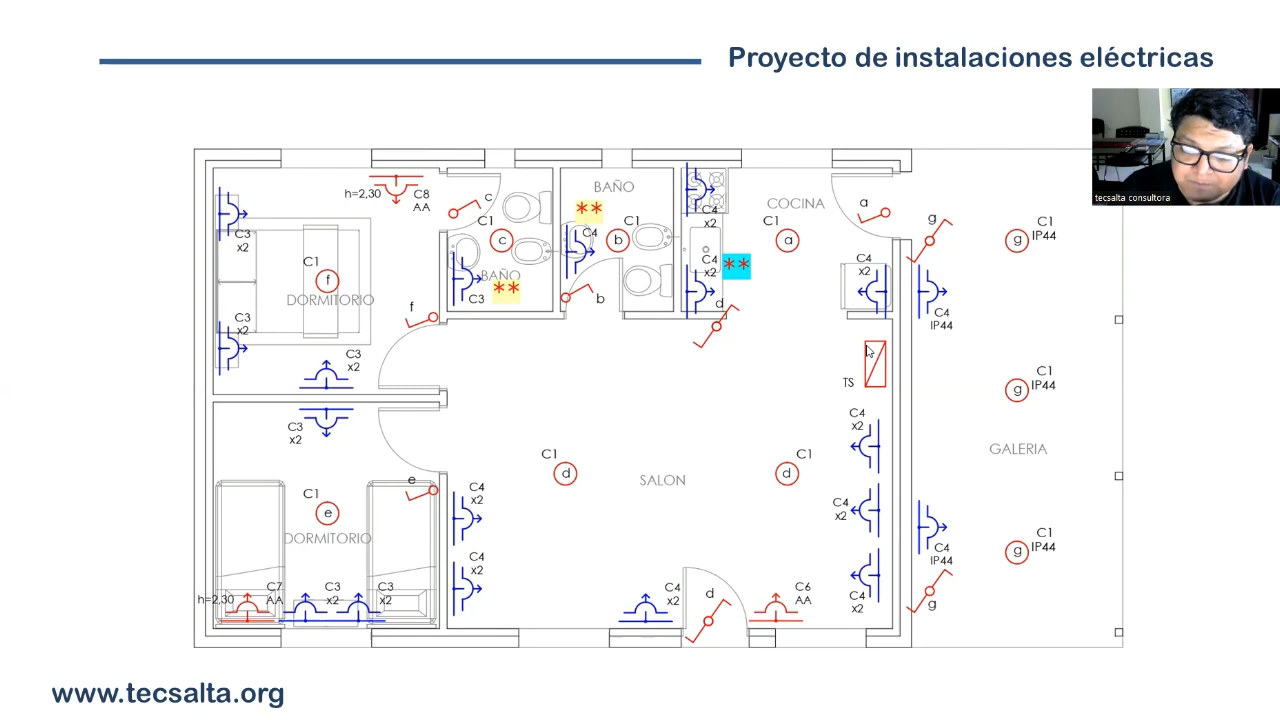 Proyecto de instalaciones eléctricas
tecsalta consultora
h=2,30
C8
AA
c
BAÑO
**
C4
x2
COCINA
a
g
C1
IP44
C3
x2
C1
c
C4
C1
b
C1
a
g
C1
f
DORMITORIO
BAÑO
**
C3
b
C4
x2
**
C4
x2
C4
IP44
f
d
C3
x2
C3
x2
TS
C1
IP44
g
C3
x2
C4
x2
C1
d
C1
d
SALON
GALERIA
e
C1
e
DORMITORIO
C4
x2
C4
x2
C1
IP44
g
C4
IP44
C4
x2
h=2,30
C7
AA
C3
x2
C3
x2
C4
x2
d
C6
AA
C4
x2
g
www.tecsalta.org